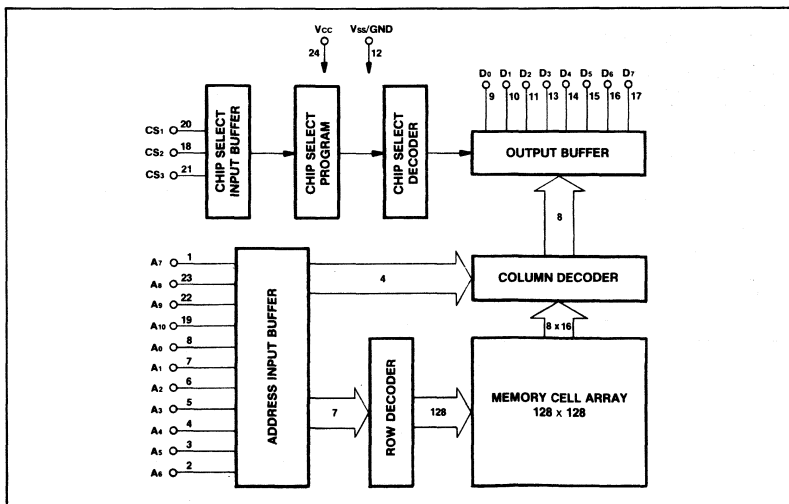 Vcc
24
Vss/GND
12
D0 D1 D2 D3 D4 D5 D6 D7
9 10 11 13 14 15 16 17
CS1 20
CS2 18
CS3 21
CHIP SELECT
INPUT BUFFER
CHIP SELECT
PROGRAM
CHIP SELECT
DECODER
OUTPUT BUFFER
8
A7 1
A8 23
A9 22
A10 19
A0 8
A1 7
A2 6
A3 5
A4 4
A5 3
A6 2
ADDRESS INPUT BUFFER
4
COLUMN DECODER
8 x 16
7
ROW DECODER
128
MEMORY CELL ARRAY
128 x 128